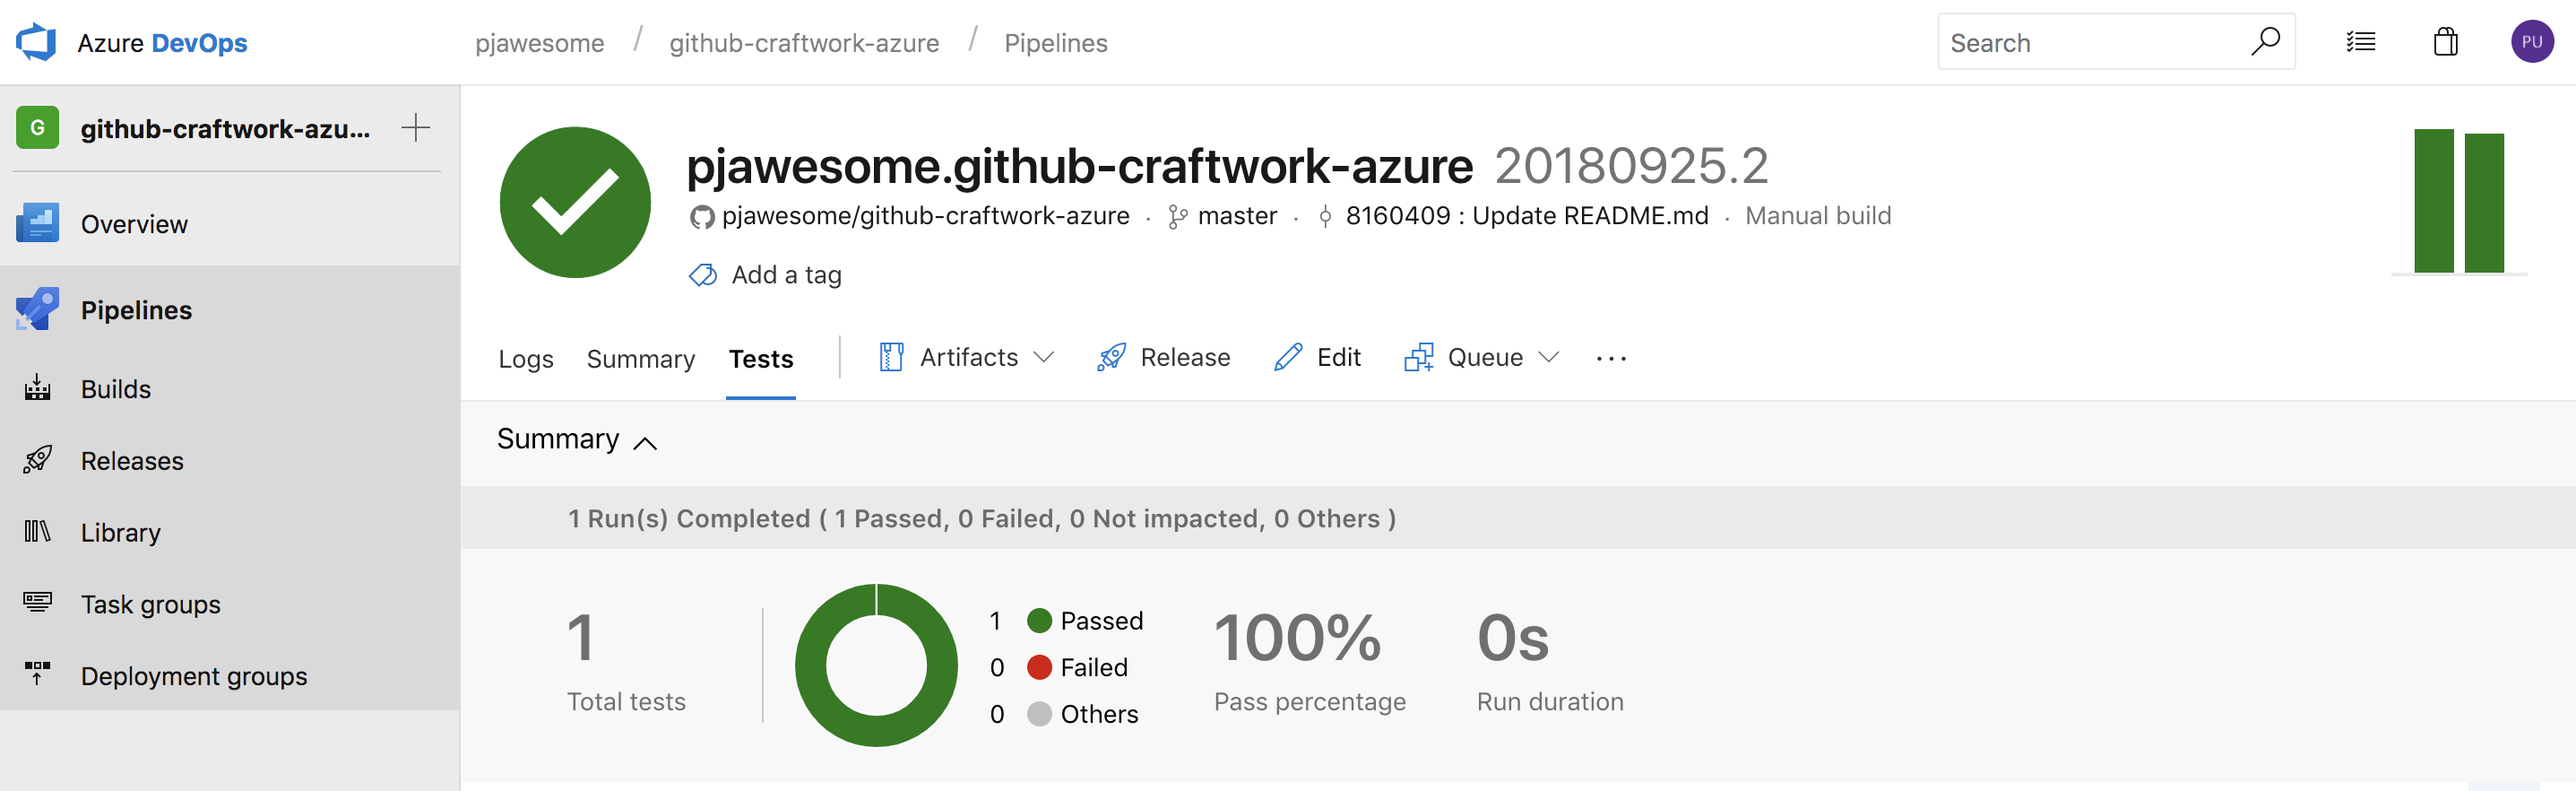 Azure DevOps
pjawesome / github-craftwork-azure / Pipelines
Search
PU
G
github-craftwork-azu...
Overview
Pipelines
Builds
Releases
Library
Task groups
Deployment groups
pjawesome.github-craftwork-azure 20180925.2
pjawesome/github-craftwork-azure · master · 8160409 : Update README.md · Manual build
Add a tag
Logs Summary Tests Artifacts Release Edit Queue ...
Summary
1 Run(s) Completed ( 1 Passed, 0 Failed, 0 Not impacted, 0 Others )
1
Total tests
1 Passed
0 Failed
0 Others
100%
Pass percentage
0s
Run duration